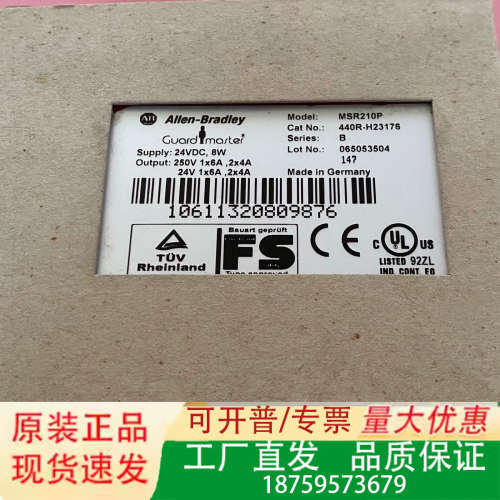 AB Allen-Bradley
Guardmaster
Supply: 24VDC, 8W
Output: 250V 1x6A ,2x4A
24V 1x6A ,2x4A
Model: MSR210P
Cat No.: 440R-H23176
Series: B
Lot No.: 065053504
147
Made in Germany
10611320809876
TÜV
Rheinland
Bauart geprüft
FS
Type approved
CE
C UL US
LISTED 92ZL
IND. CONT. EQ
原装正品
现货速发
可开普/专票 量大优惠
工厂直发 品质保证
18759573679